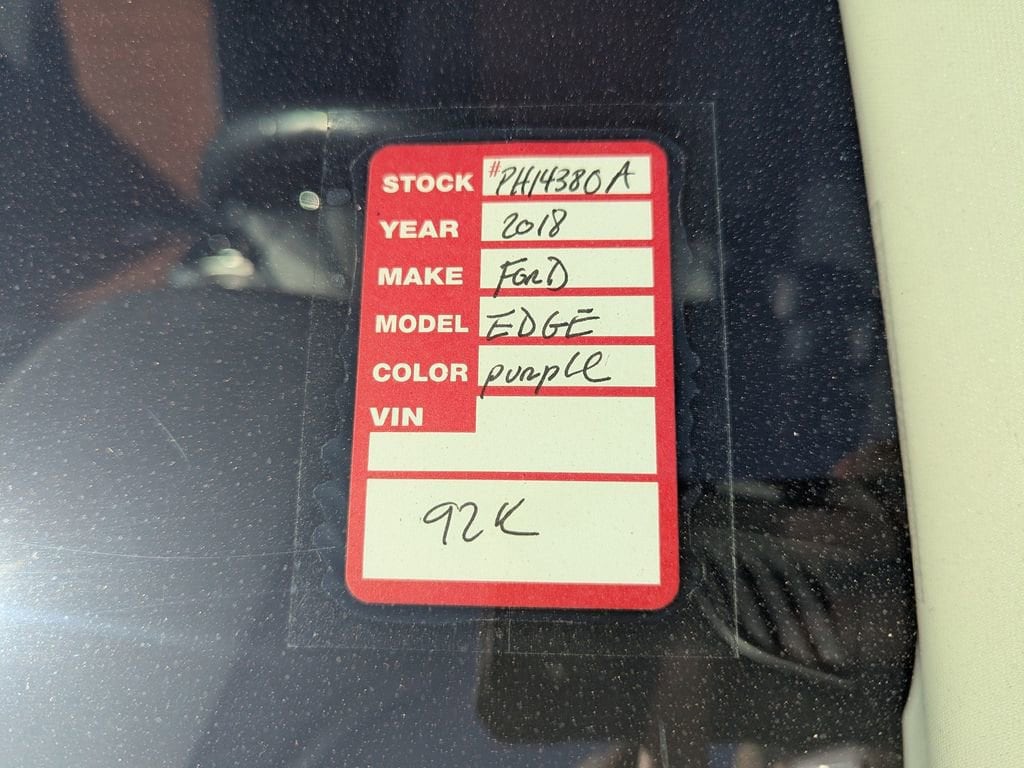 STOCK #PH14380A
YEAR 2018
MAKE FORD
MODEL EDGE
COLOR purple
VIN
92K